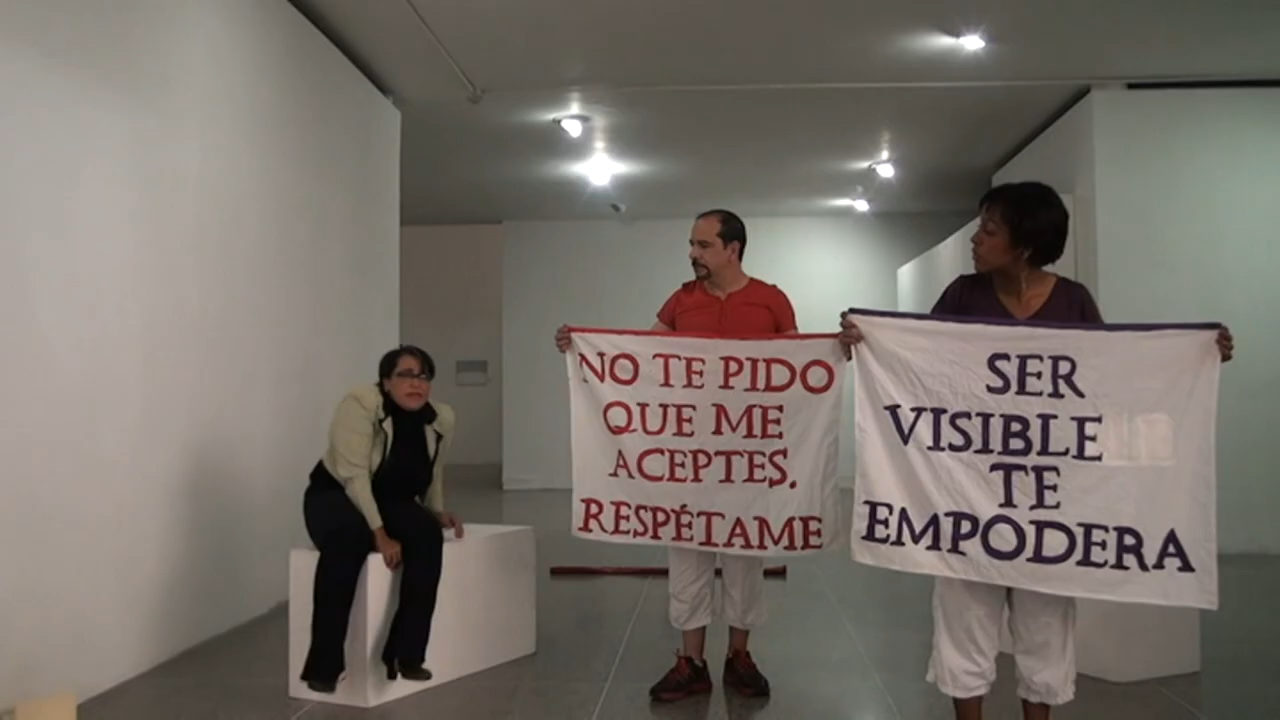 NO TE PIDO
QUE ME
ACEPTES.
RESPÉTAME
SER
VISIBLE
TE
EMPODERA